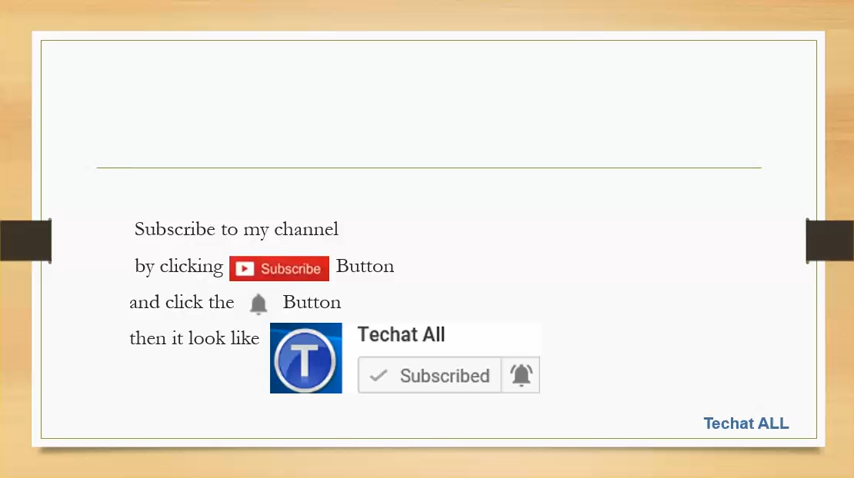 Subscribe to my channel
by clicking Subscribe Button
and click the Button
then it look like T Techat All
Subscribed
Techat ALL